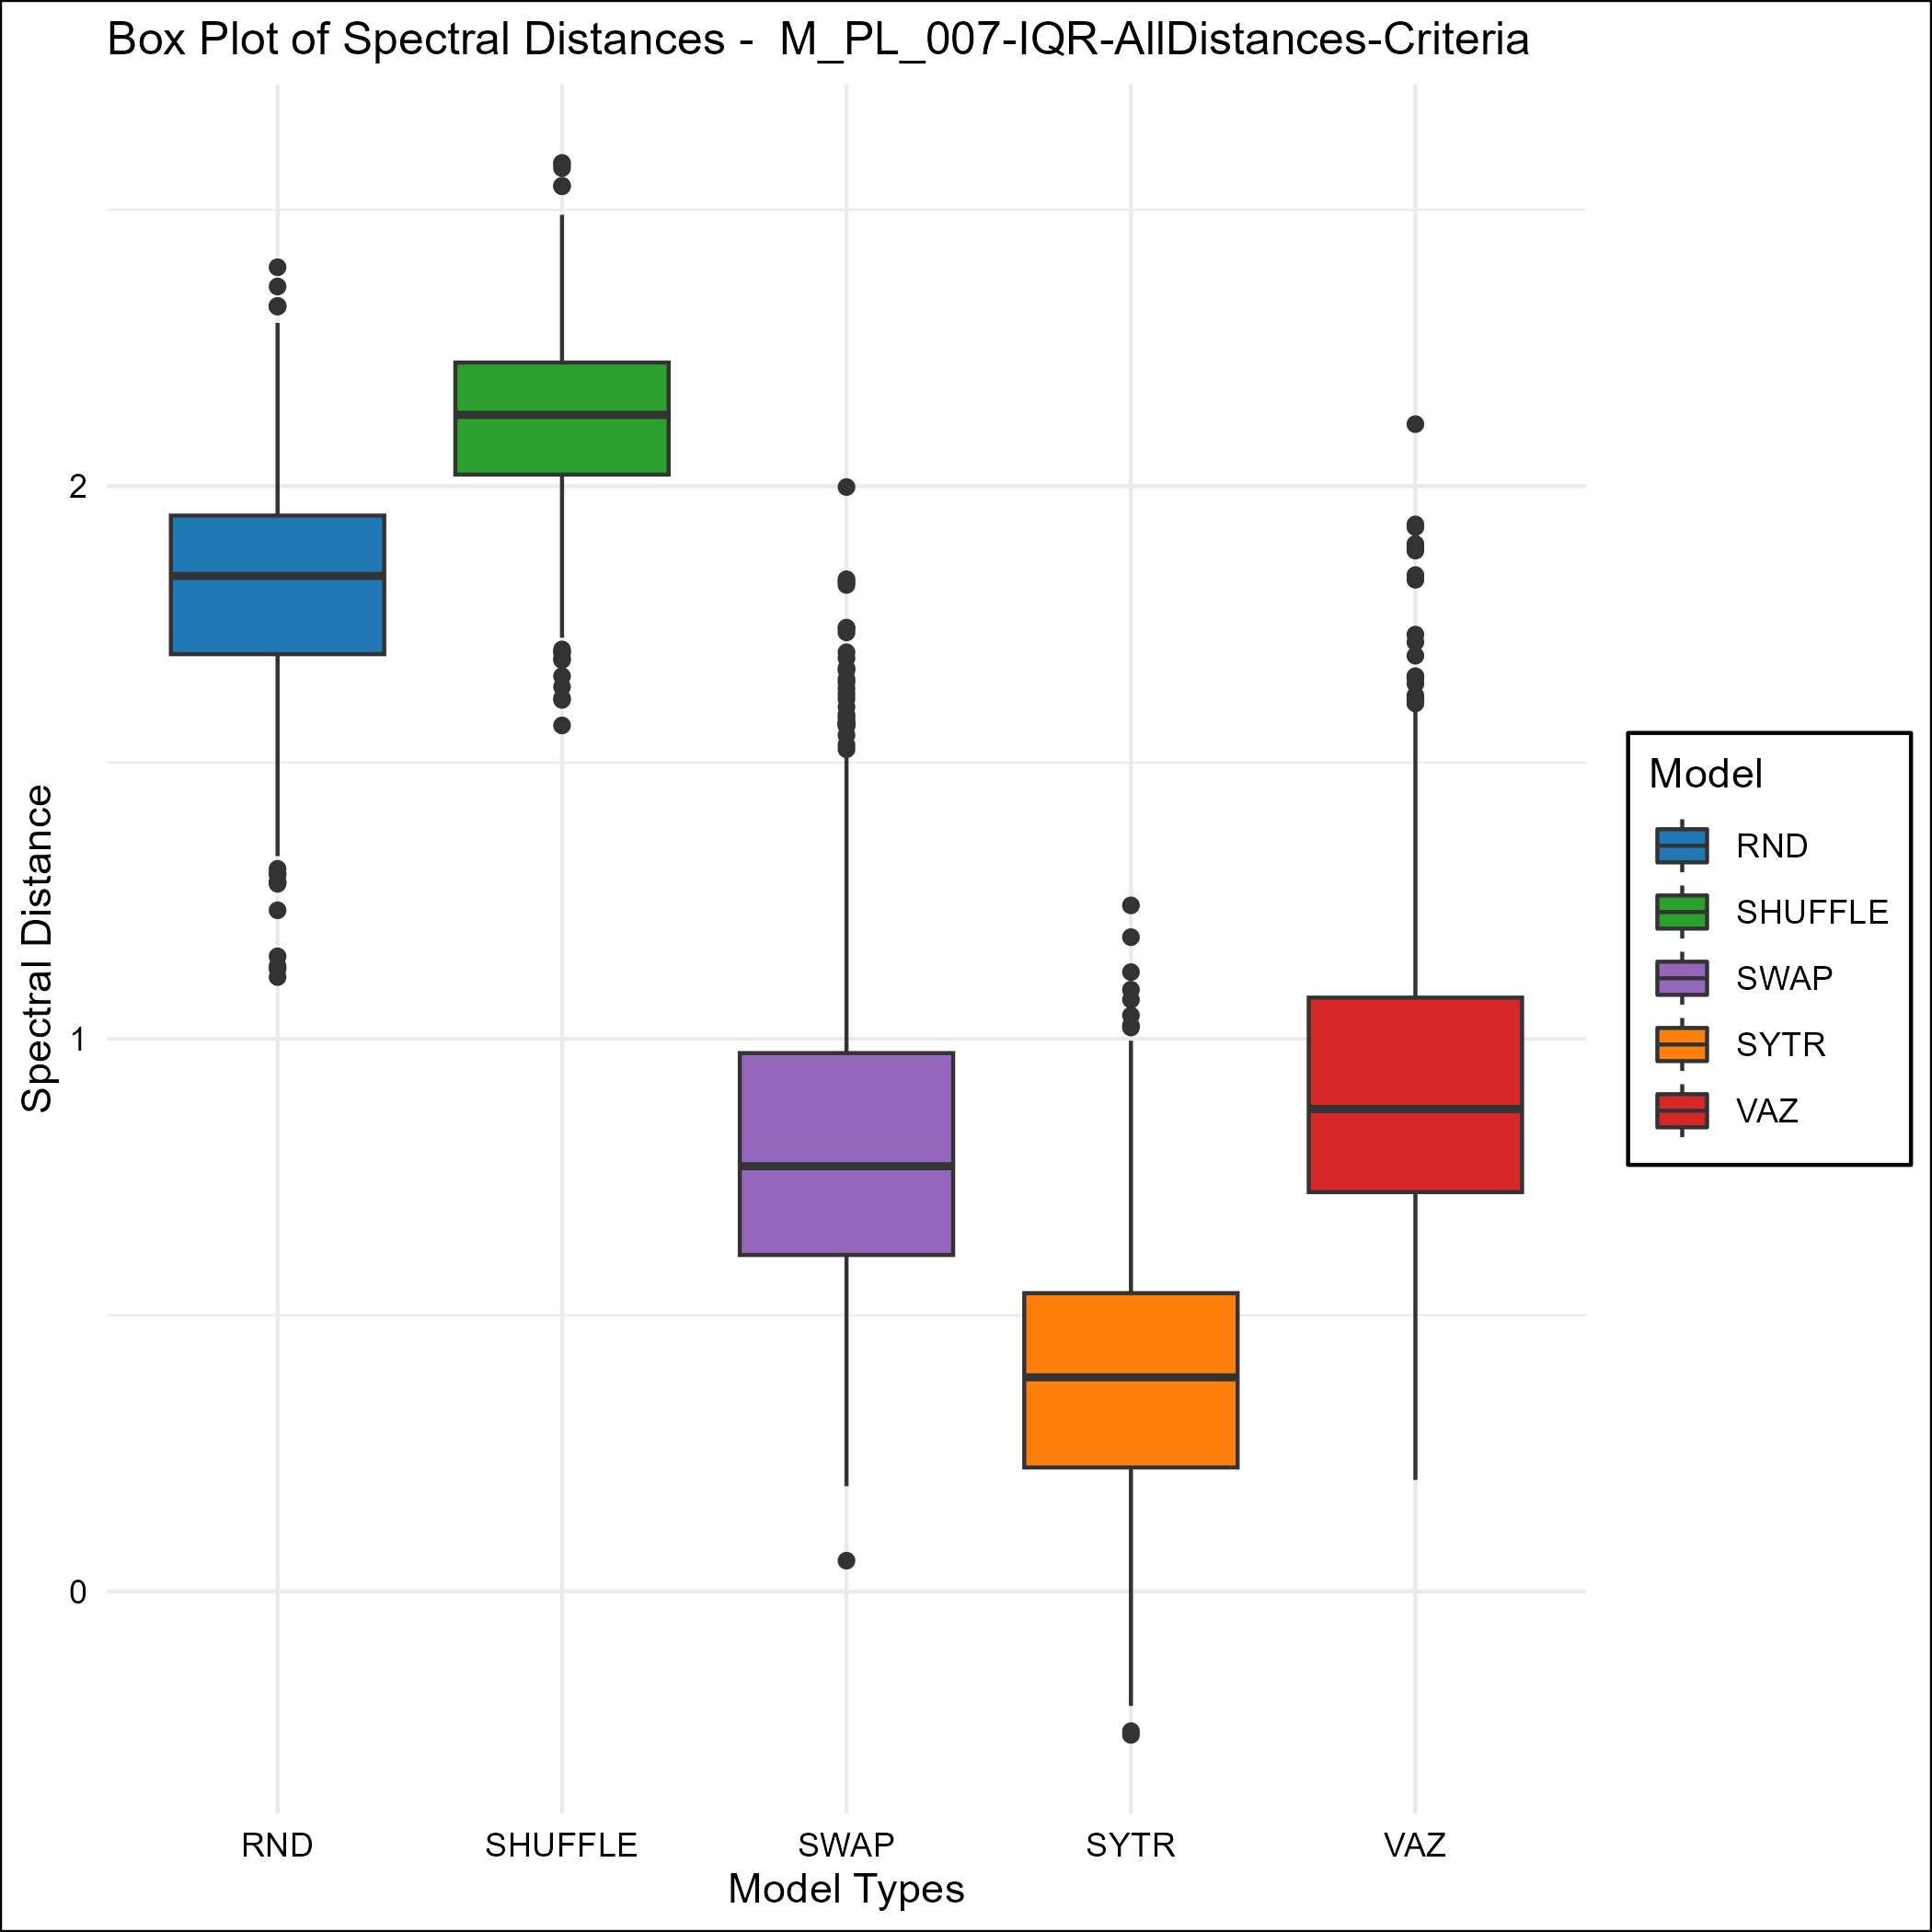 Box Plot of Spectral Distances -  M_PL_007-IQR-AllDistances-Criteria
Spectral Distance
2
1
0
RND
SHUFFLE
SWAP
SYTR
VAZ
Model Types
Model
RND
SHUFFLE
SWAP
SYTR
VAZ